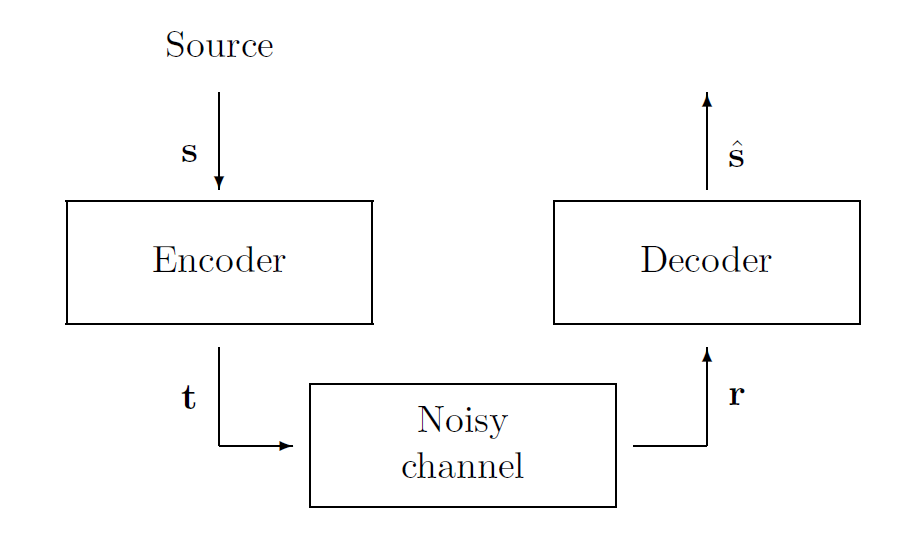 Source
s
ŝ
Encoder
Decoder
t
r
Noisy
channel